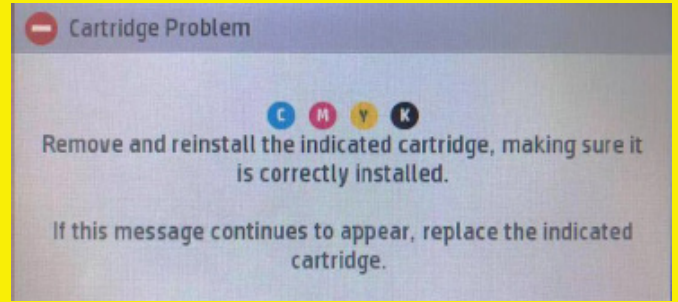 Cartridge Problem
C M Y K
Remove and reinstall the indicated cartridge, making sure it
is correctly installed.
If this message continues to appear, replace the indicated
cartridge.